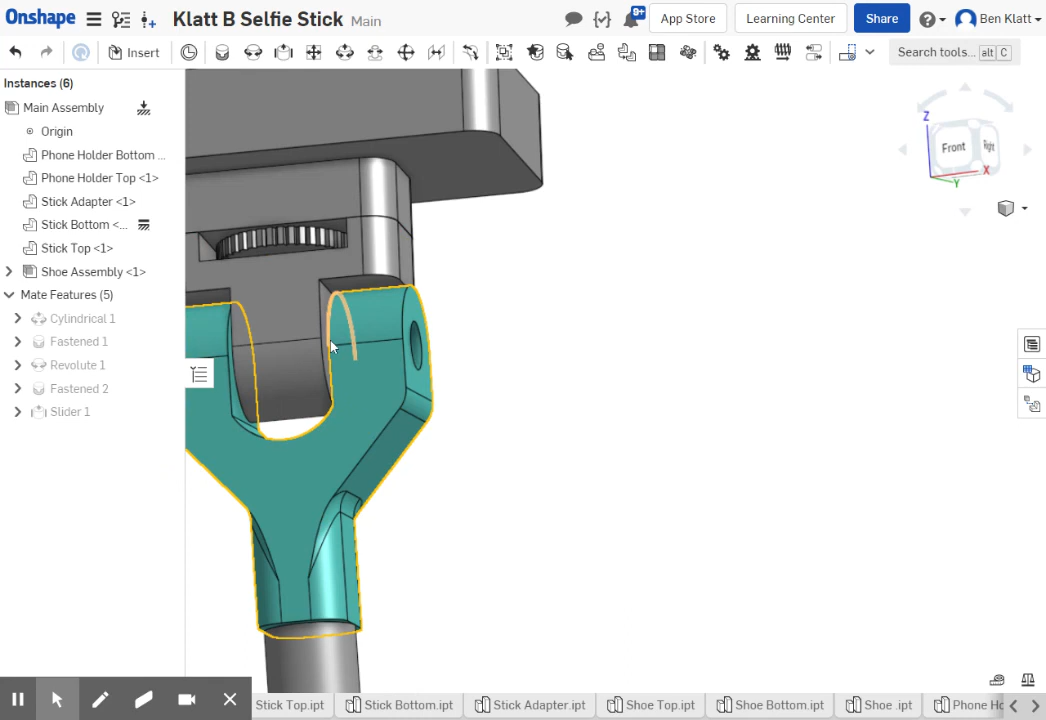 Onshape
Klatt B Selfie Stick Main
9+
App Store
Learning Center
Share
Ben Klatt
Insert
Search tools... alt C
Instances (6)
Main Assembly
Origin
Phone Holder Bottom ...
Phone Holder Top <1>
Stick Adapter <1>
Stick Bottom <...
Stick Top <1>
Shoe Assembly <1>
Mate Features (5)
Cylindrical 1
Fastened 1
Revolute 1
Fastened 2
Slider 1
Z
Front
Right
X
Y
Stick Top.ipt
Stick Bottom.ipt
Stick Adapter.ipt
Shoe Top.ipt
Shoe Bottom.ipt
Shoe .ipt
Phone Ho